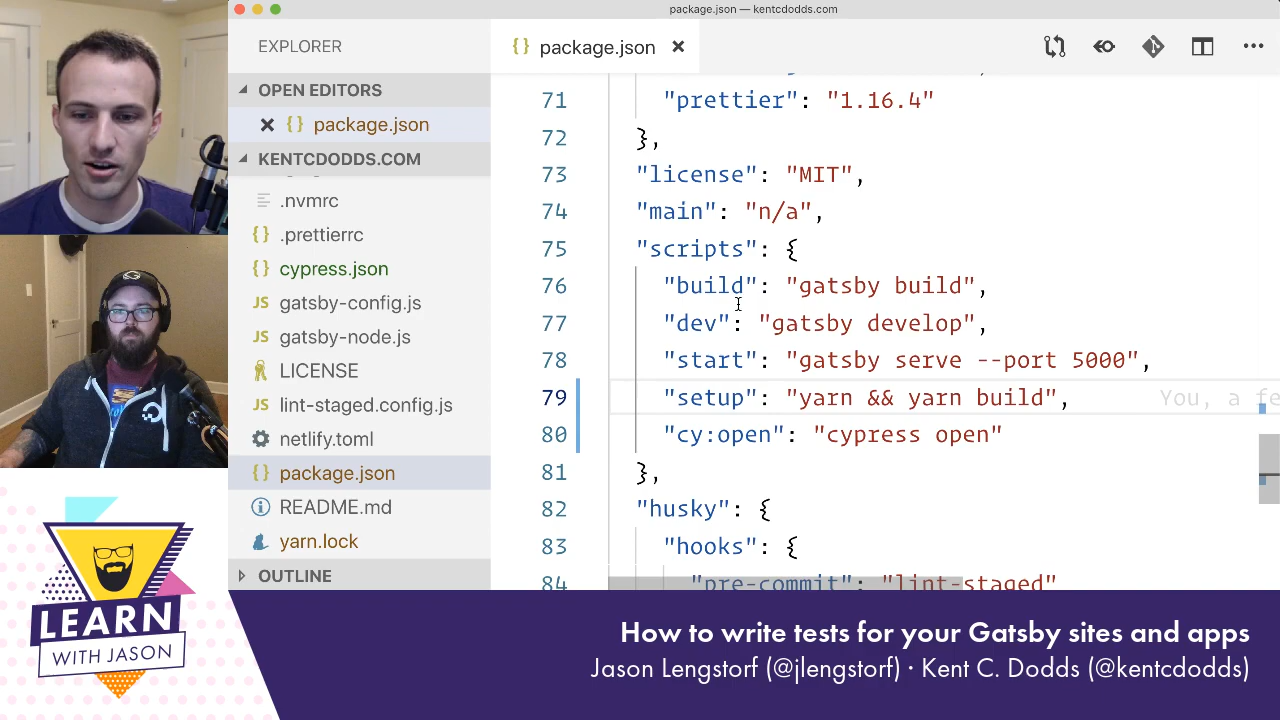 package.json — kentcdodds.com
EXPLORER
OPEN EDITORS
package.json
KENTCDODDS.COM
.nvmrc
.prettierrc
cypress.json
gatsby-config.js
gatsby-node.js
LICENSE
lint-staged.config.js
netlify.toml
package.json
README.md
yarn.lock
OUTLINE
package.json
71 "prettier": "1.16.4"
72 },
73 "license": "MIT",
74 "main": "n/a",
75 "scripts": {
76 "build": "gatsby build",
77 "dev": "gatsby develop",
78 "start": "gatsby serve --port 5000",
79 "setup": "yarn && yarn build", You, a fe
80 "cy:open": "cypress open"
81 },
82 "husky": {
83 "hooks": {
84 "pre-commit": "lint-staged"
LEARN
WITH JASON
How to write tests for your Gatsby sites and apps
Jason Lengstorf (@jlengstorf) · Kent C. Dodds (@kentcdodds)